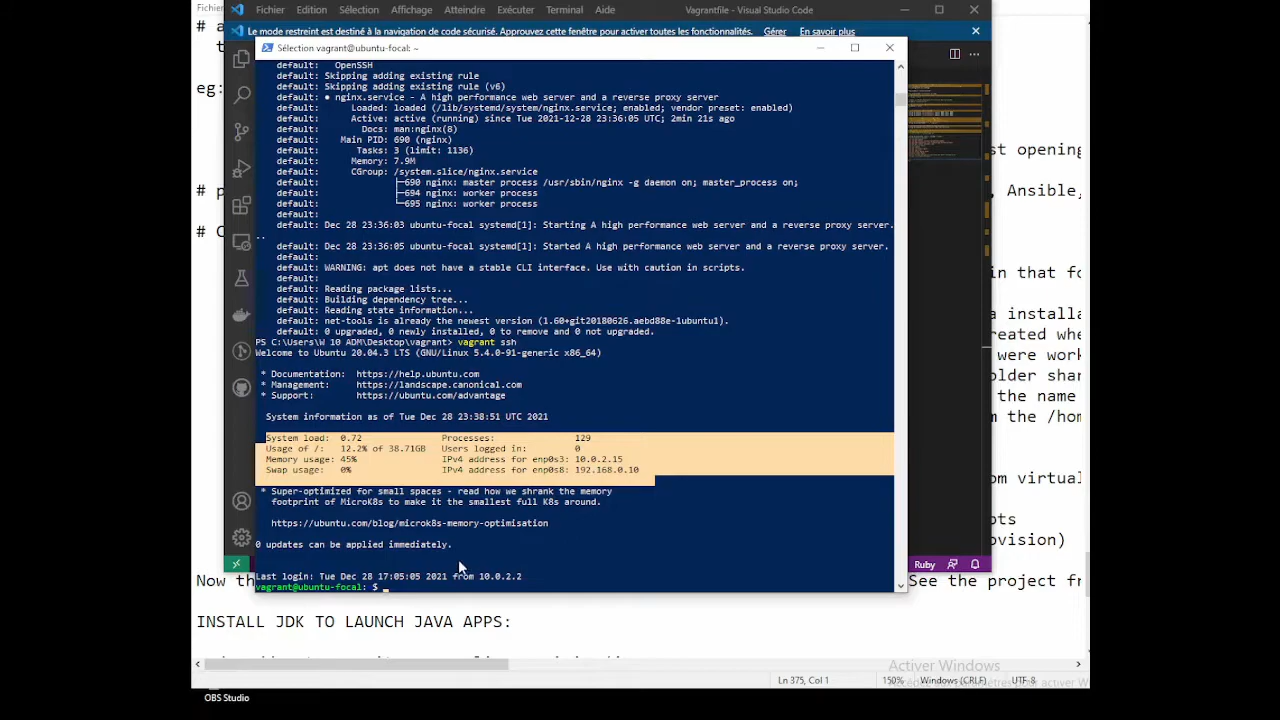 Fichier
Fichier Edition Sélection Affichage Atteindre Exécuter Terminal Aide Vagrantfile - Visual Studio Code
# a
Le mode restreint est destiné à la navigation de code sécurisé. Approuvez cette fenêtre pour activer toutes les fonctionnalités. Gérer En savoir plus
t
Sélection vagrant@ubuntu-focal: ~
default: OpenSSH
default: Skipping adding existing rule
default: Skipping adding existing rule (v6)
eg:
default: ● nginx.service - A high performance web server and a reverse proxy server
default: Loaded: loaded (/lib/systemd/system/nginx.service; enabled; vendor preset: enabled)
default: Active: active (running) since Tue 2021-12-28 23:36:05 UTC; 2min 21s ago
default: Docs: man:nginx(8)
default: Main PID: 690 (nginx)
default: Tasks: 3 (limit: 1136)
st opening
default: Memory: 7.9M
default: CGroup: /system.slice/nginx.service
default: ├─690 nginx: master process /usr/sbin/nginx -g daemon on; master_process on;
# p , Ansible,
default: ├─694 nginx: worker process
default: └─695 nginx: worker process
default:
default: Dec 28 23:36:03 ubuntu-focal systemd[1]: Starting A high performance web server and a reverse proxy server.
..
# C
default: Dec 28 23:36:05 ubuntu-focal systemd[1]: Started A high performance web server and a reverse proxy server.
default:
default: WARNING: apt does not have a stable CLI interface. Use with caution in scripts.
in that fo
default:
default: Reading package lists...
default: Building dependency tree...
default: Reading state information...
a installa
default: net-tools is already the newest version (1.60+git20180626.aebd88e-1ubuntu1).
default: 0 upgraded, 0 newly installed, 0 to remove and 0 not upgraded.
reated whe
PS C:\Users\W 10 ADM\Desktop\vagrant> vagrant ssh
Welcome to Ubuntu 20.04.3 LTS (GNU/Linux 5.4.0-91-generic x86_64)
were work
* Documentation: https://help.ubuntu.com
older shar
* Management: https://landscape.canonical.com
* Support: https://ubuntu.com/advantage
the name
System information as of Tue Dec 28 23:38:51 UTC 2021
m the /hom
System load: 0.72 Processes: 129
Usage of /: 12.2% of 38.71GB Users logged in: 0
Memory usage: 45% IPv4 address for enp0s3: 10.0.2.15
Swap usage: 0% IPv4 address for enp0s8: 192.168.0.10
om virtual
* Super-optimized for small spaces - read how we shrank the memory
footprint of MicroK8s to make it the smallest full K8s around.
https://ubuntu.com/blog/microk8s-memory-optimisation
pts
0 updates can be applied immediately.
ovision)
Ruby
Last login: Tue Dec 28 17:05:05 2021 from 10.0.2.2
vagrant@ubuntu-focal: $
Now th See the project fr
INSTALL JDK TO LAUNCH JAVA APPS:
Activer Windows
Ln 375, Col 1 150% Windows (CRLF) UTF-8
OBS Studio